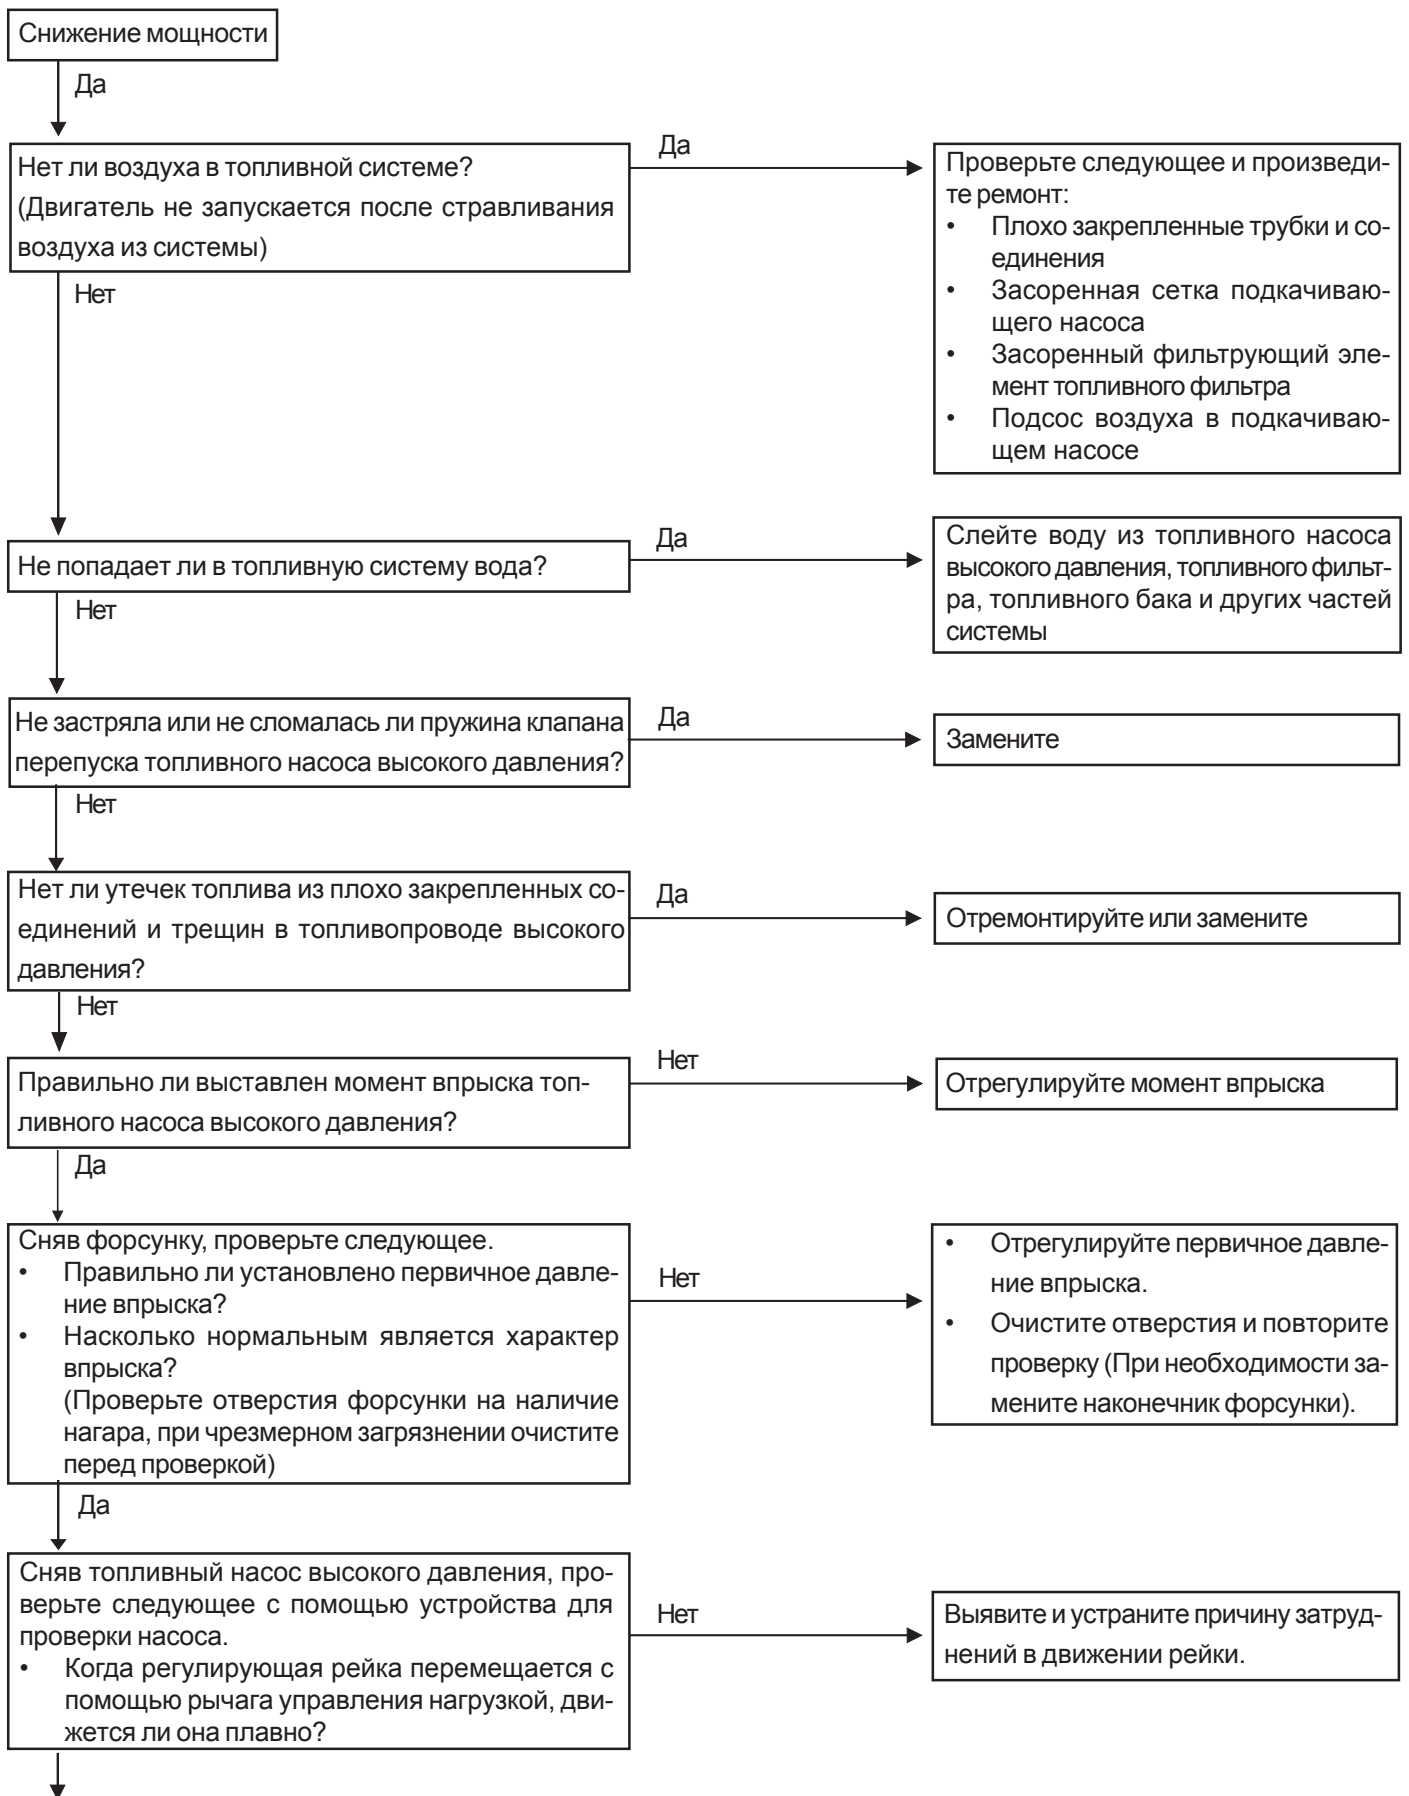 Снижение мощности
Да
Нет ли воздуха в топливной системе?
(Двигатель не запускается после стравливания
воздуха из системы)
Да
Проверьте следующее и произведи-
те ремонт:
• Плохо закрепленные трубки и со-
единения
• Засоренная сетка подкачиваю-
щего насоса
• Засоренный фильтрующий эле-
мент топливного фильтра
• Подсос воздуха в подкачиваю-
щем насосе
Нет
Не попадает ли в топливную систему вода?
Да
Слейте воду из топливного насоса
высокого давления, топливного фильт-
ра, топливного бака и других частей
системы
Нет
Не застряла или не сломалась ли пружина клапана
перепуска топливного насоса высокого давления?
Да
Замените
Нет
Нет ли утечек топлива из плохо закрепленных со-
единений и трещин в топливопроводе высокого
давления?
Да
Отремонтируйте или замените
Нет
Правильно ли выставлен момент впрыска топ-
ливного насоса высокого давления?
Нет
Отрегулируйте момент впрыска
Да
Сняв форсунку, проверьте следующее.
• Правильно ли установлено первичное давле-
ние впрыска?
• Насколько нормальным является характер
впрыска?
(Проверьте отверстия форсунки на наличие
нагара, при чрезмерном загрязнении очистите
перед проверкой)
Нет
• Отрегулируйте первичное давле-
ние впрыска.
• Очистите отверстия и повторите
проверку (При необходимости за-
мените наконечник форсунки).
Да
Сняв топливный насос высокого давления, про-
верьте следующее с помощью устройства для
проверки насоса.
• Когда регулирующая рейка перемещается с
помощью рычага управления нагрузкой, дви-
жется ли она плавно?
Нет
Выявите и устраните причину затруд-
нений в движении рейки.